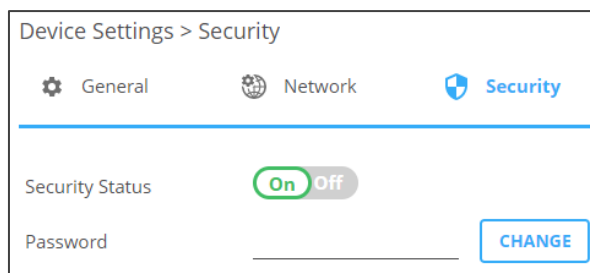 Device Settings > Security
General Network Security
Security Status On Off
Password CHANGE